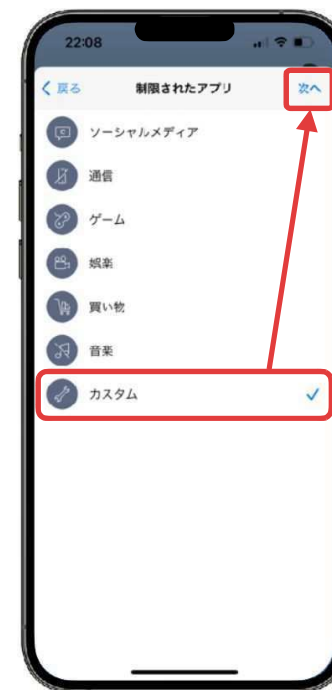 22:08
戻る 制限されたアプリ 次へ
ソーシャルメディア
通信
ゲーム
娯楽
買い物
音楽
カスタム